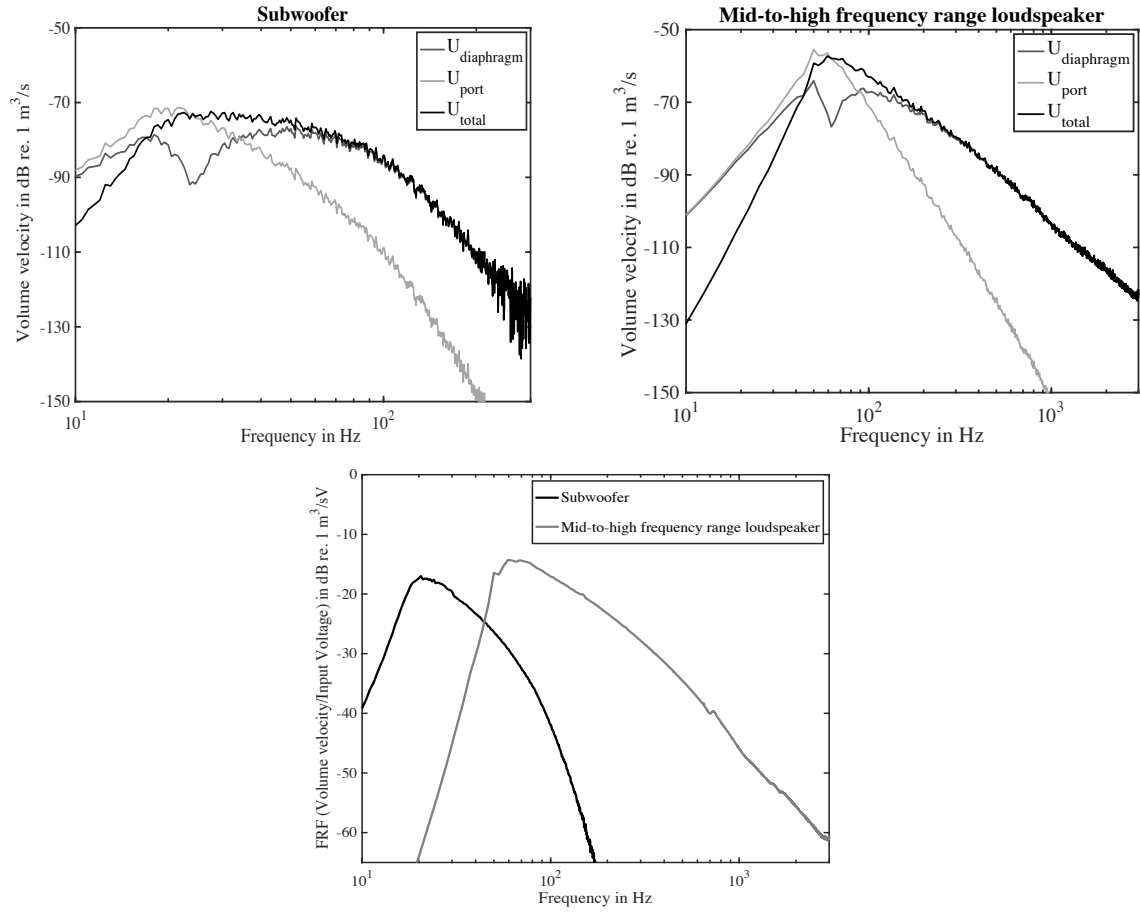 Subwoofer
-50
-70
-90
-110
-130
-150
10^1
10^2
Frequency in Hz
Volume velocity in dB re. 1 m^3/s
U_diaphragm
U_port
U_total
Mid-to-high frequency range loudspeaker
-50
-70
-90
-110
-130
-150
10^1
10^2
10^3
Frequency in Hz
Volume velocity in dB re. 1 m^3/s
U_diaphragm
U_port
U_total
0
-10
-20
-30
-40
-50
-60
10^1
10^2
10^3
Frequency in Hz
FRF (Volume velocity/Input Voltage) in dB re. 1 m^3/sV
Subwoofer
Mid-to-high frequency range loudspeaker